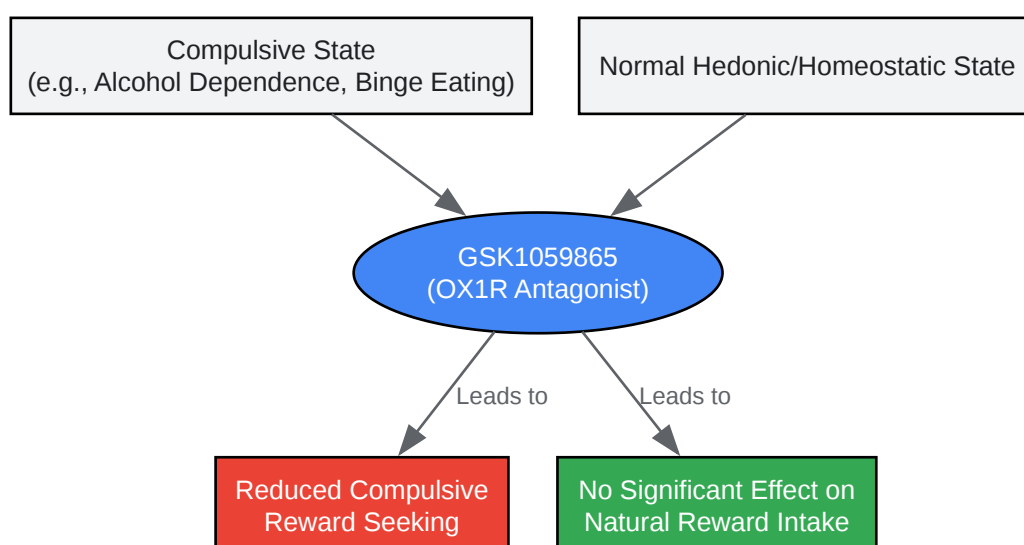 Compulsive State
(e.g., Alcohol Dependence, Binge Eating)
Normal Hedonic/Homeostatic State
GSK1059865
(OX1R Antagonist)
Leads to
Leads to
Reduced Compulsive
Reward Seeking
No Significant Effect on
Natural Reward Intake